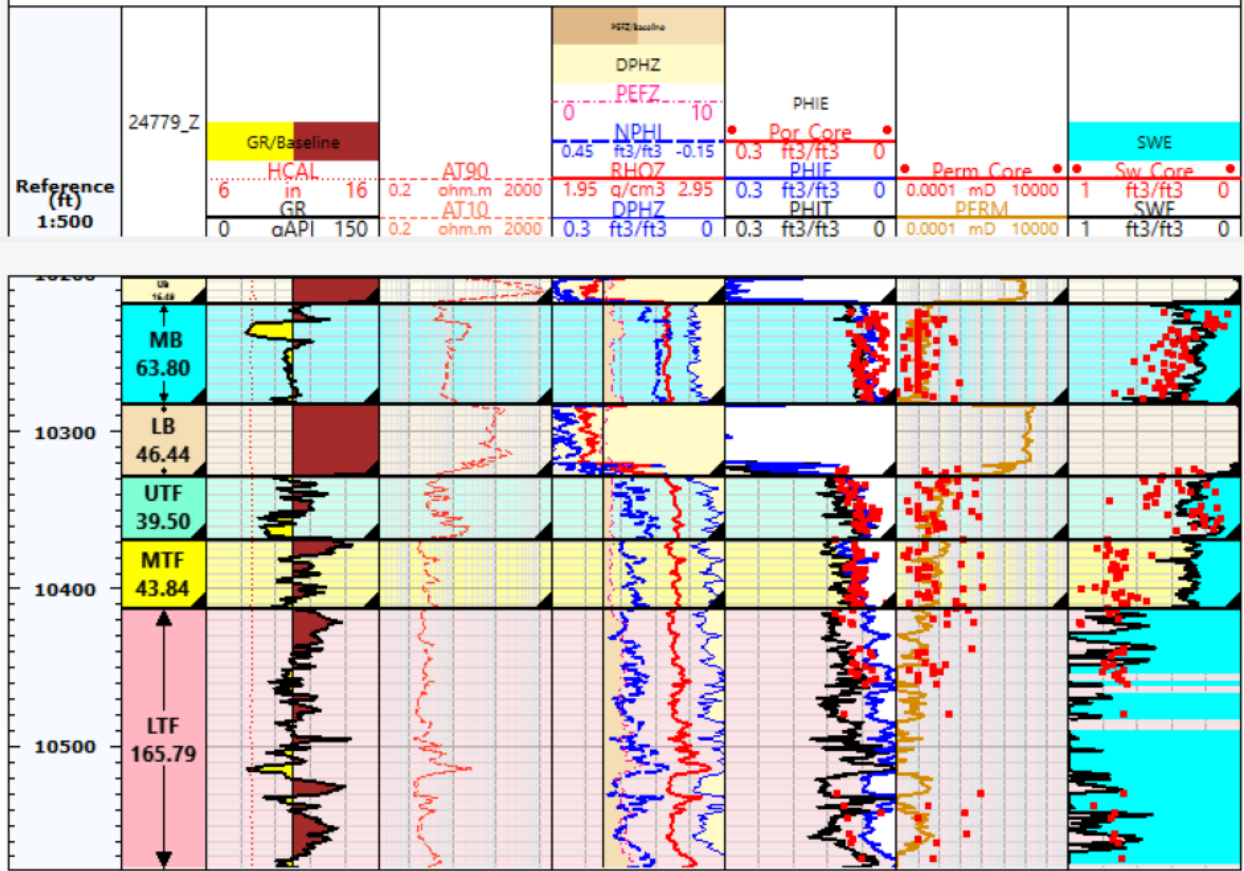 PEFZ/Baseline
DPHZ
PEFZ
0 10
24779_Z
PHIE
GR/Baseline
NPHI
0.45 ft3/ft3 -0.15
Por Core
0.3 ft3/ft3 0
SWE
Reference
(ft)
1:500
HCAL
6 in 16
AT90
0.2 ohm.m 2000
RHOZ
1.95 g/cm3 2.95
PHIE
0.3 ft3/ft3 0
Perm Core
0.0001 mD 10000
Sw Core
1 ft3/ft3 0
GR
0 gAPI 150
AT10
0.2 ohm.m 2000
DPHZ
0.3 ft3/ft3 0
PHIT
0.3 ft3/ft3 0
PERM
0.0001 mD 10000
SWE
1 ft3/ft3 0
10200
MB
63.80
10300
LB
46.44
UTF
39.50
MTF
43.84
10400
LTF
165.79
10500